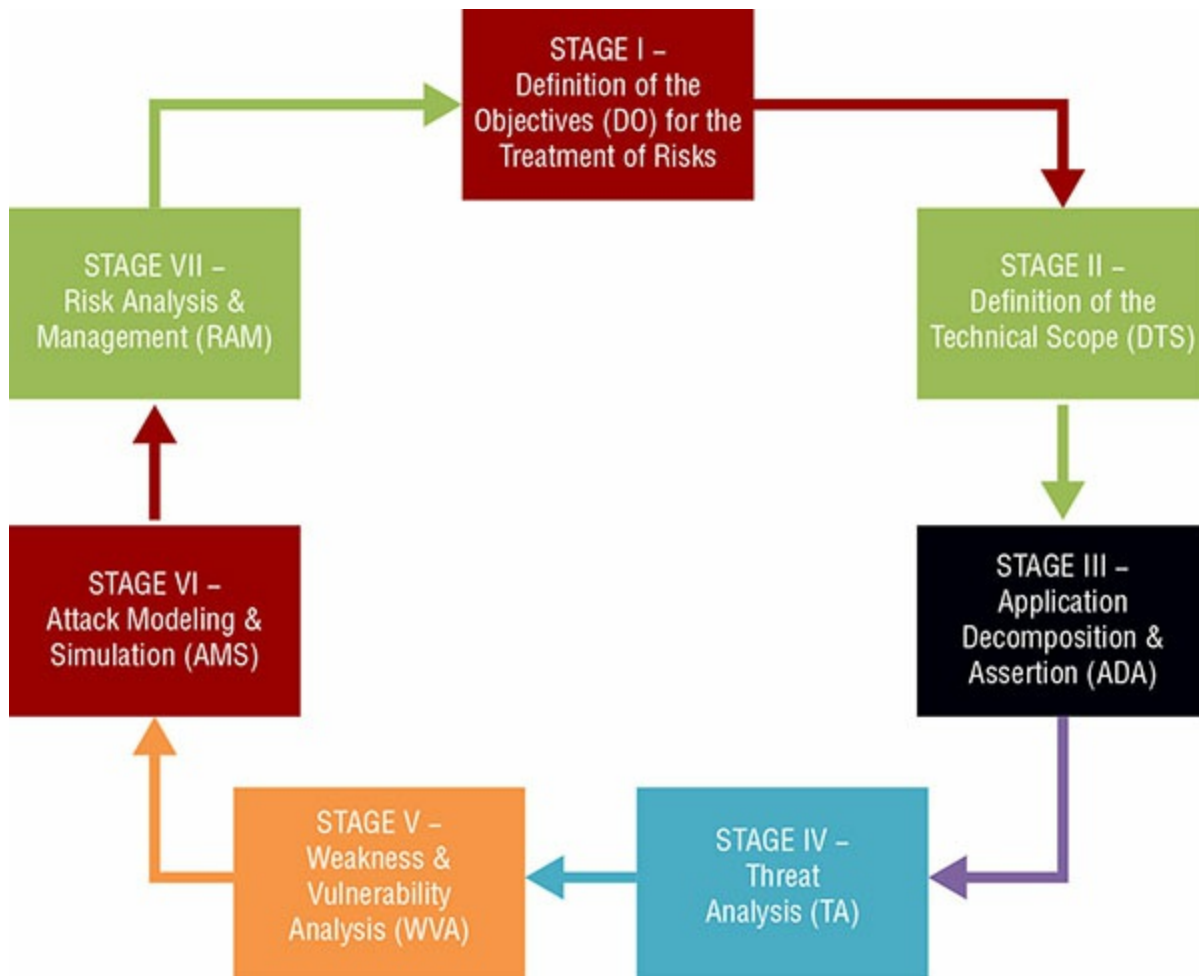 STAGE I –
Definition of the
Objectives (DO) for the
Treatment of Risks
STAGE II –
Definition of the
Technical Scope (DTS)
STAGE III –
Application
Decomposition &
Assertion (ADA)
STAGE IV –
Threat
Analysis (TA)
STAGE V –
Weakness &
Vulnerability
Analysis (WVA)
STAGE VI –
Attack Modeling &
Simulation (AMS)
STAGE VII –
Risk Analysis &
Management (RAM)